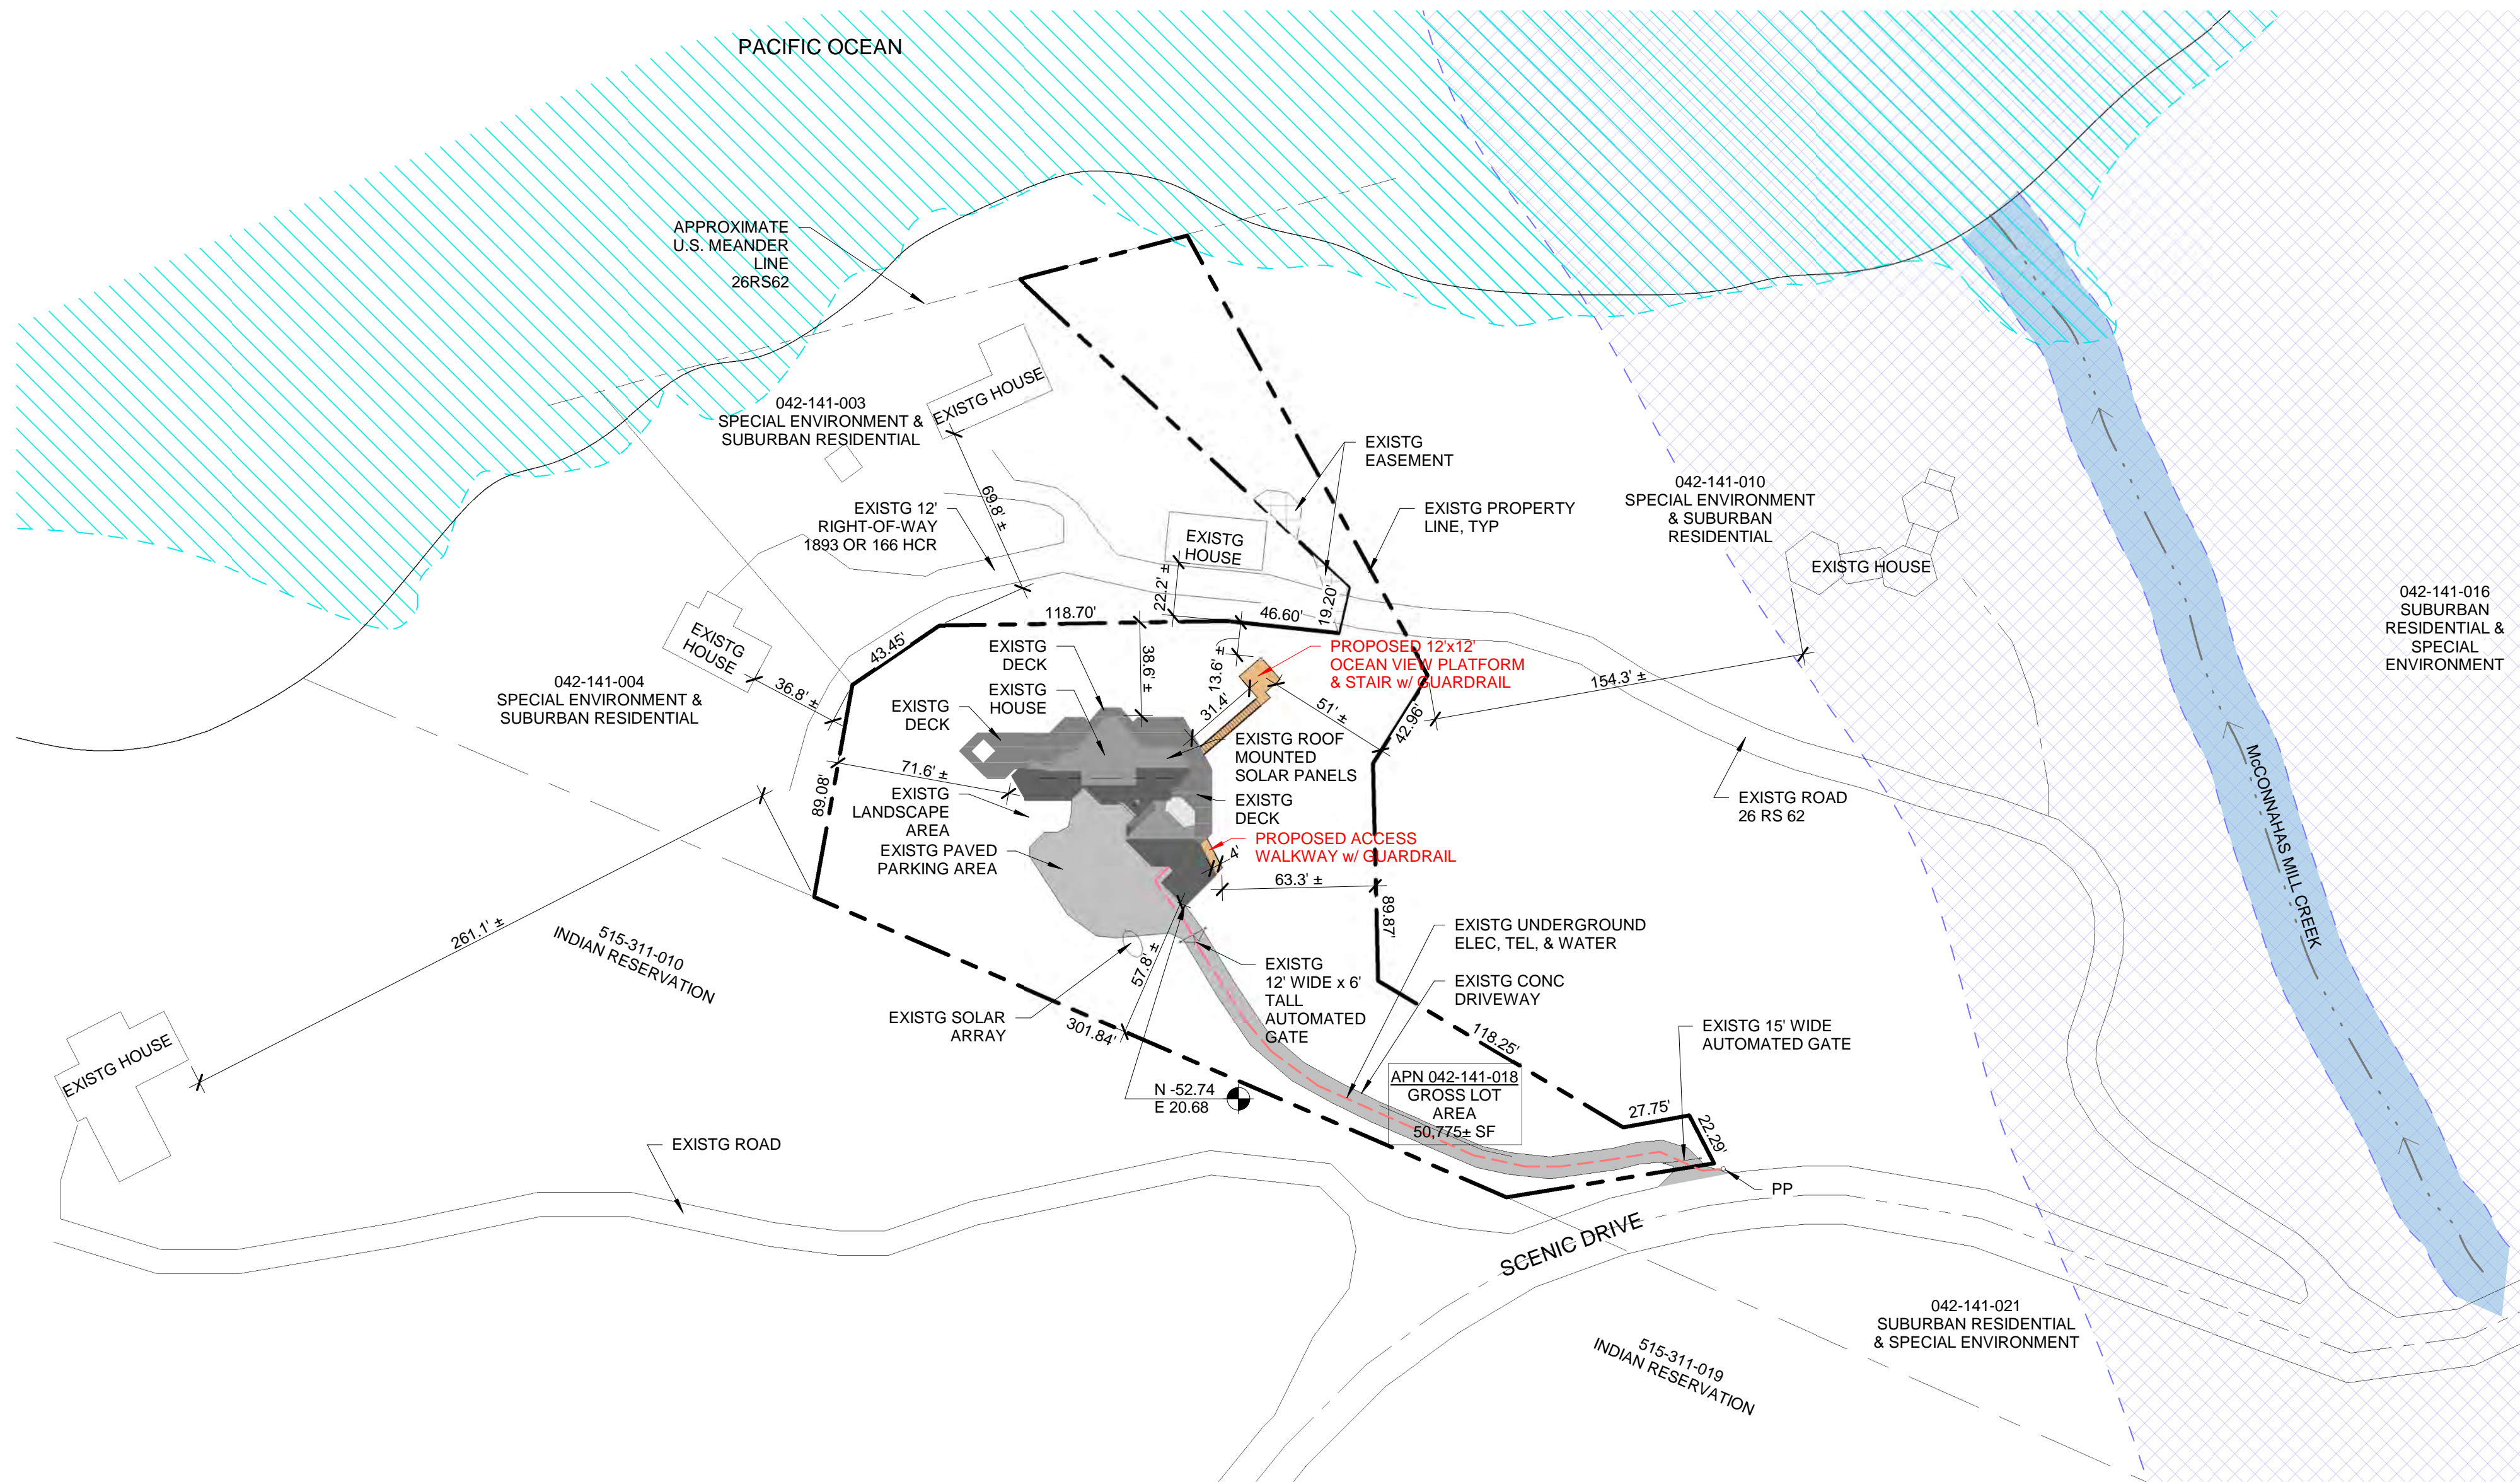 PACIFIC OCEAN
APPROXIMATE
U.S. MEANDER
LINE
26RS62
042-141-003
SPECIAL ENVIRONMENT &
SUBURBAN RESIDENTIAL
EXISTG HOUSE
69.8' ±
EXISTG 12'
RIGHT-OF-WAY
1893 OR 166 HCR
EXISTG
EASEMENT
EXISTG PROPERTY
LINE, TYP
EXISTG
HOUSE
22.2' ±
042-141-010
SPECIAL ENVIRONMENT
& SUBURBAN
RESIDENTIAL
EXISTG HOUSE
042-141-016
SUBURBAN
RESIDENTIAL &
SPECIAL
ENVIRONMENT
McCONNAHAS MILL CREEK
118.70'
46.60'
19.20'
43.45'
EXISTG
HOUSE
36.8' ±
042-141-004
SPECIAL ENVIRONMENT &
SUBURBAN RESIDENTIAL
EXISTG
DECK
EXISTG
HOUSE
EXISTG
DECK
38.6' ±
13.6' ±
31.4'
PROPOSED 12'x12'
OCEAN VIEW PLATFORM
& STAIR w/ GUARDRAIL
51' ±
42.96'
154.3' ±
EXISTG ROOF
MOUNTED
SOLAR PANELS
EXISTG
DECK
71.6' ±
89.08'
EXISTG
LANDSCAPE
AREA
EXISTG PAVED
PARKING AREA
PROPOSED ACCESS
WALKWAY w/ GUARDRAIL
4'
63.3' ±
89.87'
EXISTG ROAD
26 RS 62
261.1' ±
515-311-010
INDIAN RESERVATION
EXISTG HOUSE
57.8' ±
EXISTG SOLAR
ARRAY
301.84'
EXISTG
12' WIDE x 6'
TALL
AUTOMATED
GATE
EXISTG UNDERGROUND
ELEC, TEL, & WATER
EXISTG CONC
DRIVEWAY
118.25'
EXISTG 15' WIDE
AUTOMATED GATE
N -52.74
E 20.68
APN 042-141-018
GROSS LOT
AREA
50,775± SF
27.75'
22.29'
PP
EXISTG ROAD
SCENIC DRIVE
042-141-021
SUBURBAN RESIDENTIAL
& SPECIAL ENVIRONMENT
515-311-019
INDIAN RESERVATION